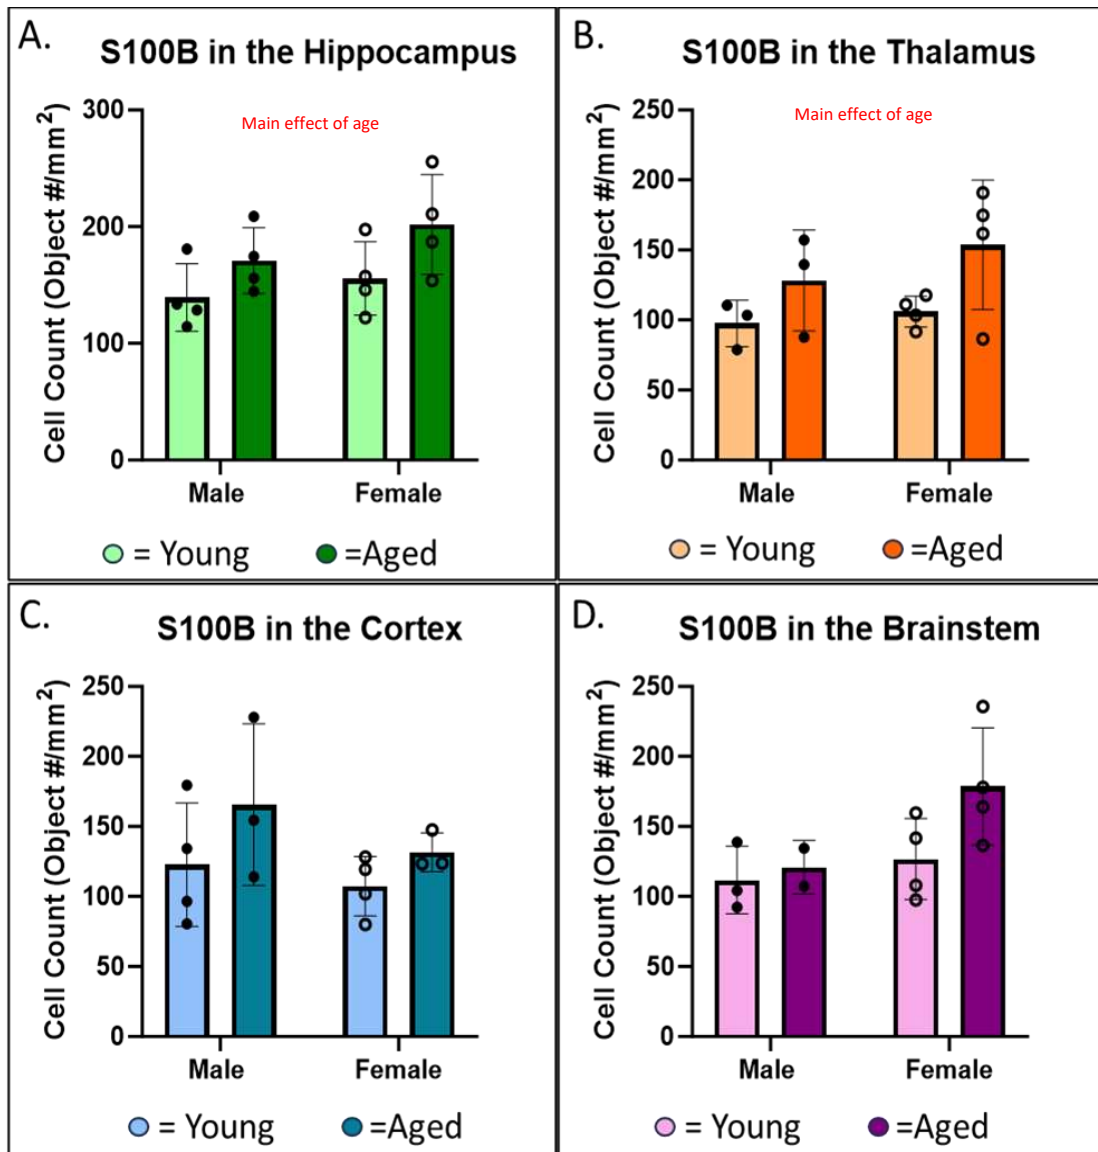 A.
S100B in the Hippocampus
Main effect of age
Cell Count (Object #/mm²)
300
200
100
0
Male Female
= Young =Aged
B.
S100B in the Thalamus
Main effect of age
Cell Count (Object #/mm²)
250
200
150
100
50
0
Male Female
= Young =Aged
C.
S100B in the Cortex
Cell Count (Object #/mm²)
250
200
150
100
50
0
Male Female
= Young =Aged
D.
S100B in the Brainstem
Cell Count (Object #/mm²)
250
200
150
100
50
0
Male Female
= Young =Aged